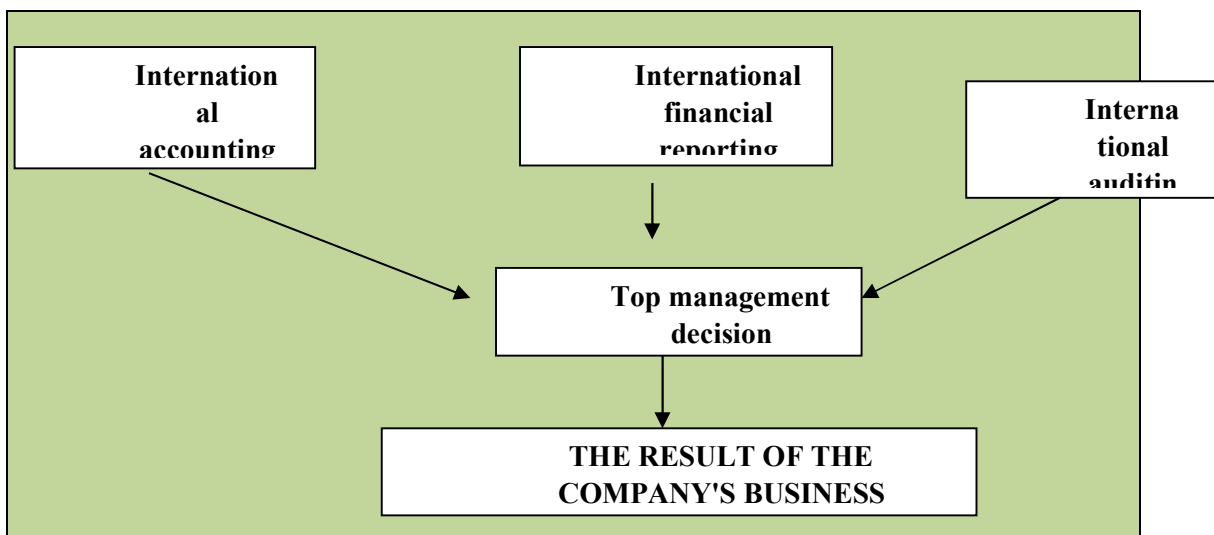 Internation
al
accounting
International
financial
reporting
Interna
tional
auditin
Top management
decision
THE RESULT OF THE
COMPANY'S BUSINESS